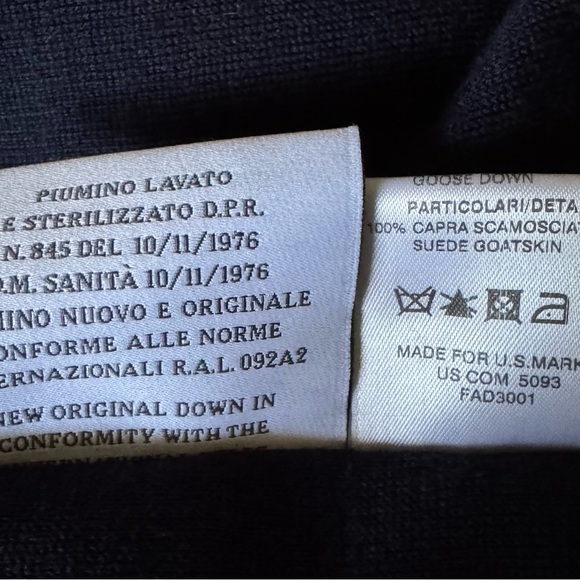 PIUMINO LAVATO
E STERILIZZATO D.P.R.
N. 845 DEL 10/11/1976
D.M. SANITÀ 10/11/1976
MINO NUOVO E ORIGINALE
ONFORME ALLE NORME
ERNAZIONALI R.A.L. 092A2
NEW ORIGINAL DOWN IN
CONFORMITY WITH THE
GOOSE DOWN
PARTICOLARI/DETA
100% CAPRA SCAMOSCIA
SUEDE GOATSKIN
MADE FOR U.S. MARK
US COM 5093
FAD3001